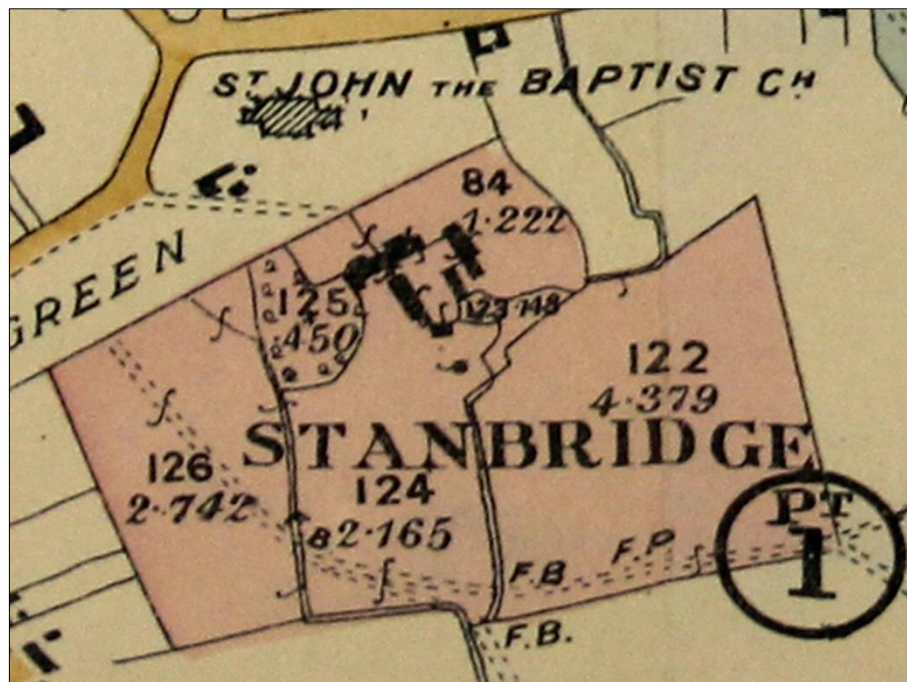 ST JOHN THE BAPTIST CH
84
1·222
GREEN
125
·450
123 ·148
122
4·379
STANBRIDGE
126
2·742
124
2·165
PT
1
F.P
F.B
F.B.